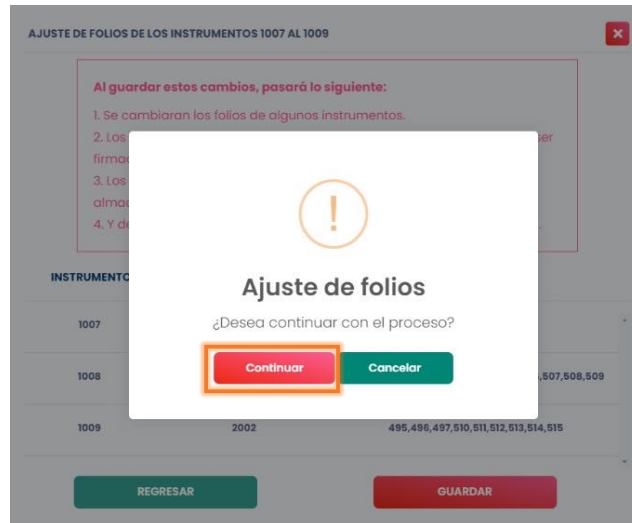 AJUSTE DE FOLIOS DE LOS INSTRUMENTOS 1007 AL 1009
Al guardar estos cambios, pasará lo siguiente:
1. Se cambiaran los folios de algunos instrumentos.
2. Los ser
3. Los
4. Y
INSTRUMENTO
Ajuste de folios
1007 ¿Desea continuar con el proceso?
Continuar Cancelar
1008 ,507,508,509
1009 2002 495,496,497,510,511,512,513,514,515
REGRESAR GUARDAR